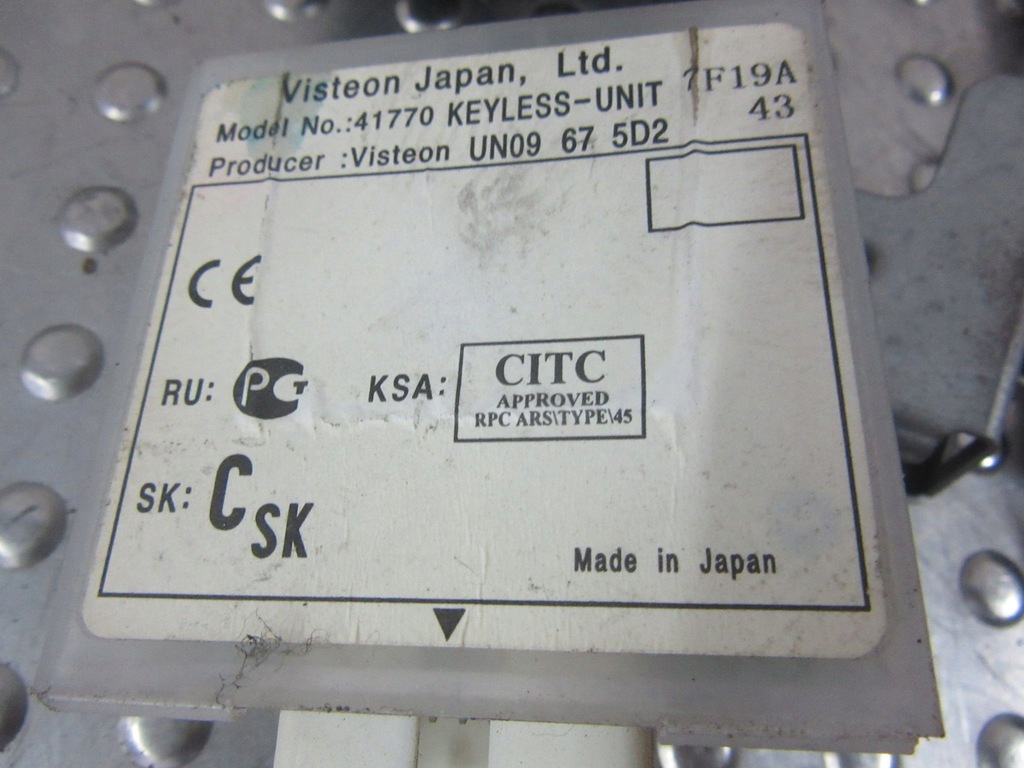 Visteon Japan, Ltd.
Model No.:41770 KEYLESS-UNIT 7F19A
Producer :Visteon UN09 67 5D2 43
CE
RU: PCT KSA: CITC
APPROVED
RPC ARS\TYPE\45
SK: CSK
Made in Japan